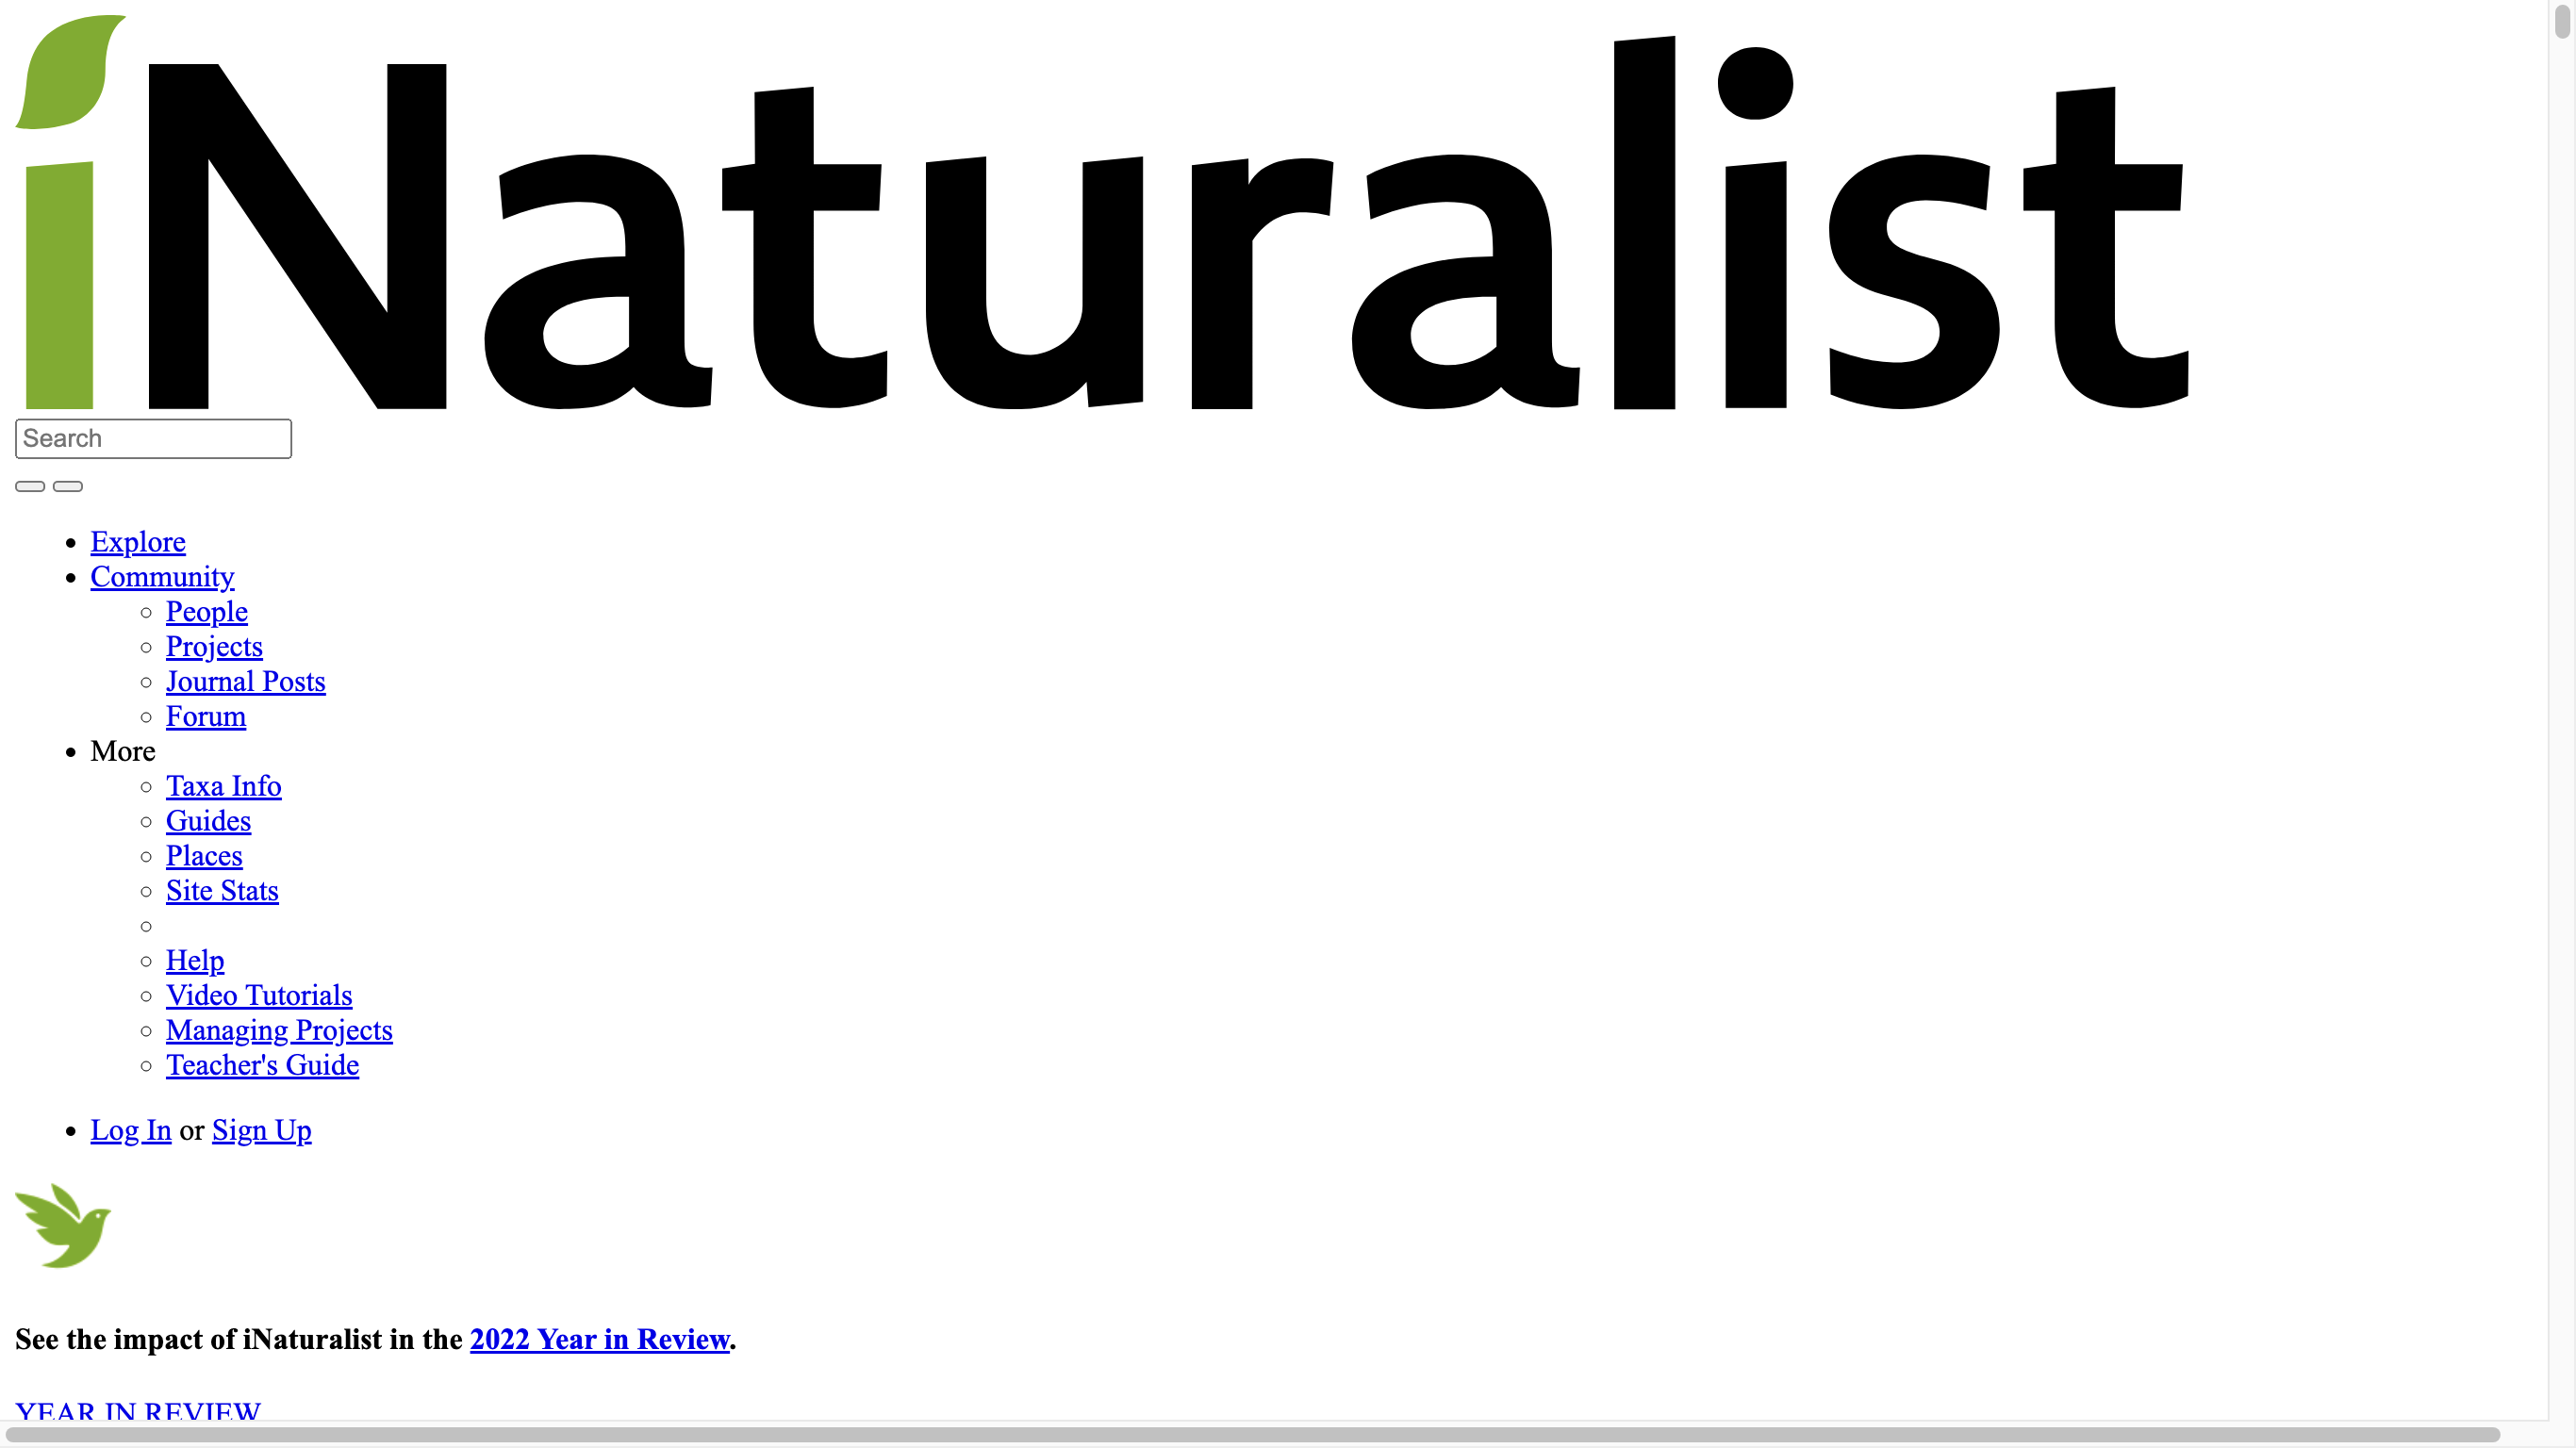 iNaturalist
Search
Explore
Community
People
Projects
Journal Posts
Forum
More
Taxa Info
Guides
Places
Site Stats
Help
Video Tutorials
Managing Projects
Teacher's Guide
Log In or Sign Up
See the impact of iNaturalist in the 2022 Year in Review.
YEAR IN REVIEW